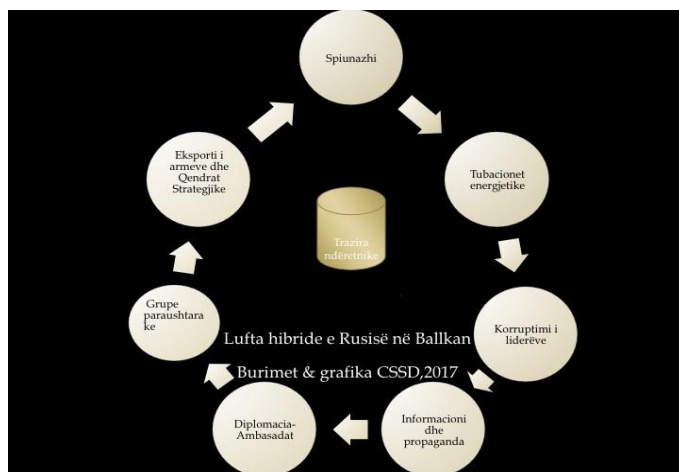 Spiunazhi
Tubacionet
energjetike
Korruptimi i
liderëve
Informacioni
dhe
propaganda
Diplomacia-
Ambasadat
Grupe
paraushtara
ke
Eksporti i
armeve dhe
Qendrat
Strategjike
Trazira
ndëretnike
Lufta hibride e Rusisë në Ballkan
Burimet & grafika CSSD,2017